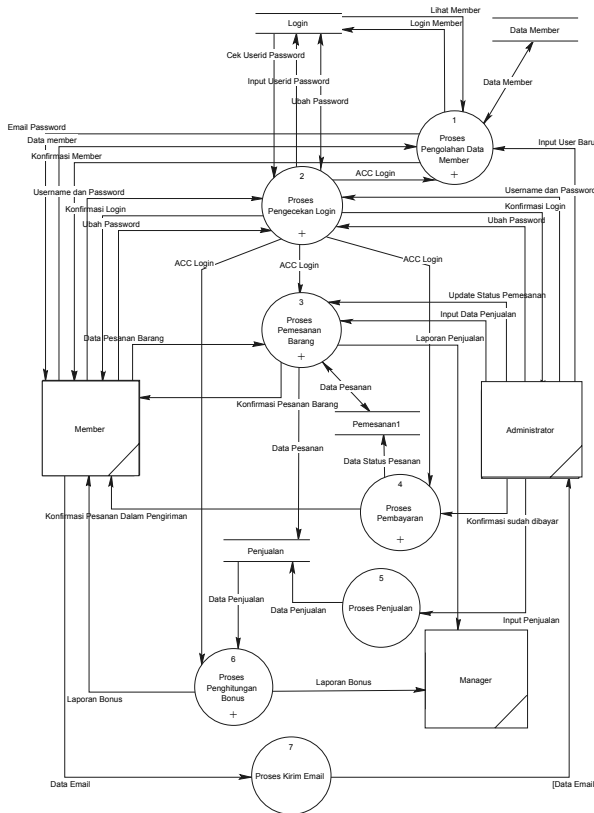 Login
Lihat Member
Login Member
Data Member
Cek Userid Password
Input Userid Password
Ubah Password
Data Member
Email Password
Data member
Konfirmasi Member
1
Proses
Pengolahan Data
Member
+
Input User Baru
ACC Login
2
Proses
Pengecekan Login
+
Username dan Password
Konfirmasi Login
Ubah Password
Username dan Password
Konfirmasi Login
Ubah Password
ACC Login
ACC Login
ACC Login
3
Proses
Pemesanan
Barang
+
Update Status Pemesanan
Input Data Penjualan
Laporan Penjualan
Data Pesanan Barang
Konfirmasi Pesanan Barang
Data Pesanan
Member
Pemesanan1
Administrator
Data Pesanan
Data Status Pesanan
4
Proses
Pembayaran
+
Konfirmasi Pesanan Dalam Pengiriman
Konfirmasi sudah dibayar
Penjualan
5
Proses Penjualan
Data Penjualan
Data Penjualan
Input Penjualan
6
Proses
Penghitungan
Bonus
+
Laporan Bonus
Laporan Bonus
Manager
7
Proses Kirim Email
Data Email
[Data Email